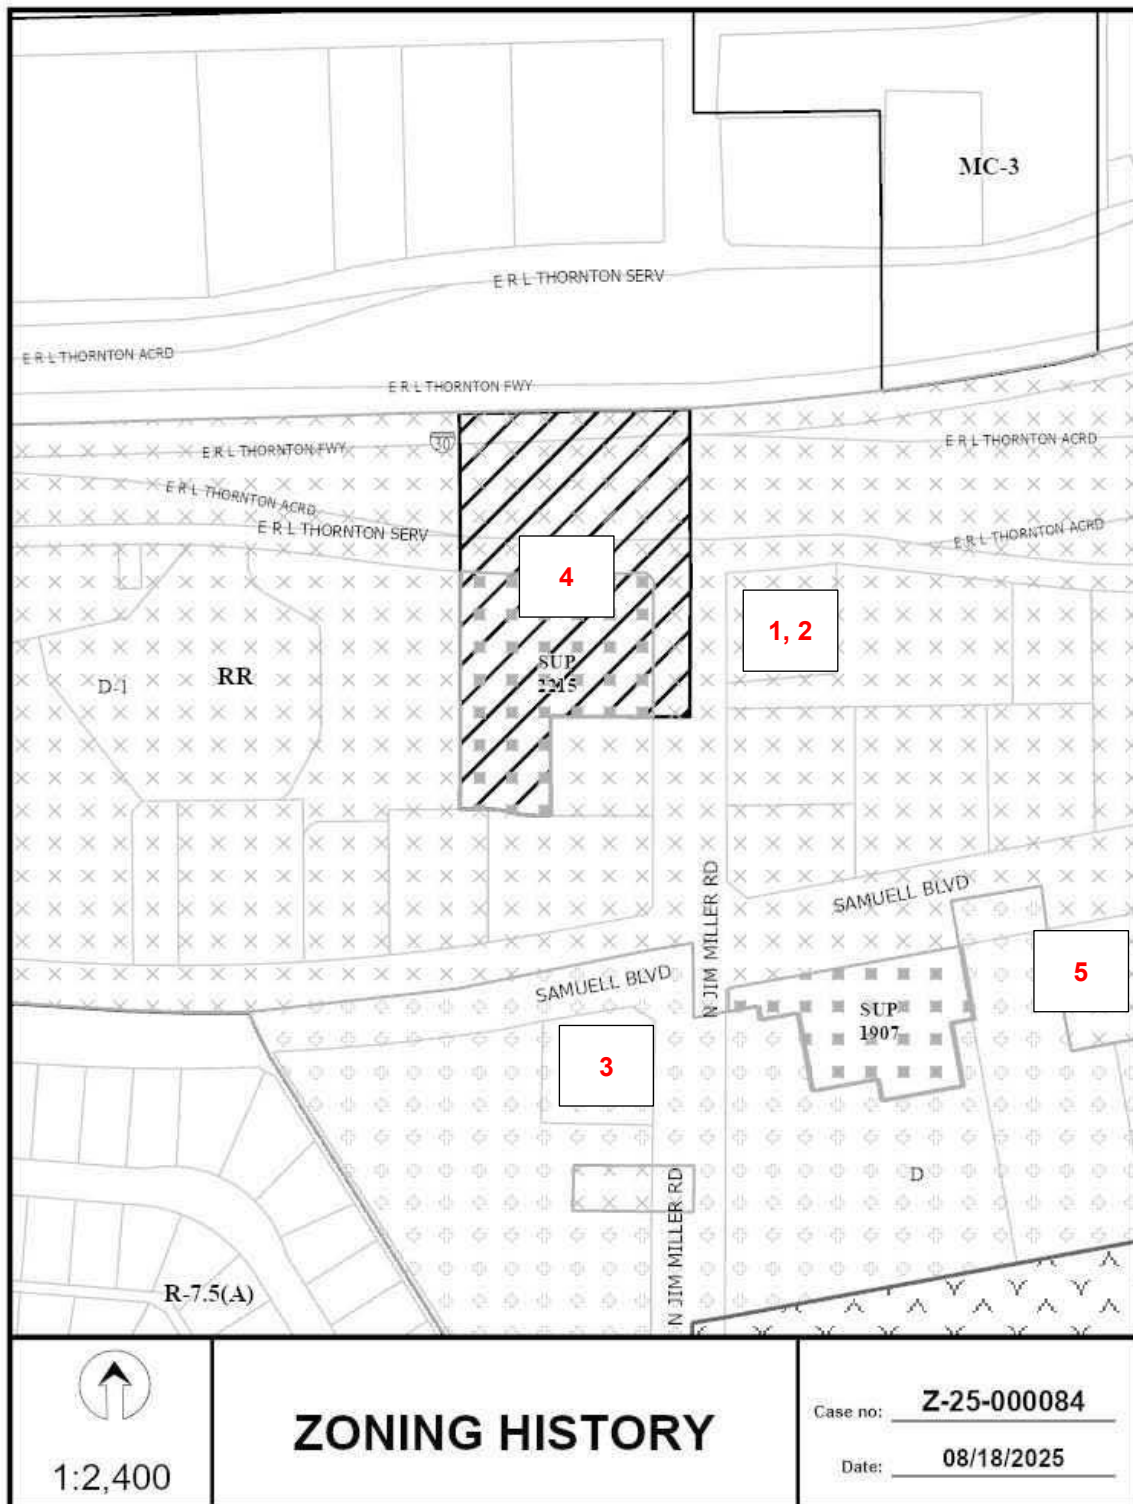 MC-3
E R L THORNTON SERV
E R L THORNTON ACRD
E R L THORNTON FWY
E R L THORNTON FWY
30
E R L THORNTON ACRD
E R L THORNTON ACRD
E R L THORNTON SERV
E R L THORNTON ACRD
4
1, 2
SUP
2215
D-1
RR
SAMUELL BLVD
N JIM MILLER RD
SAMUELL BLVD
5
SUP
1907
3
D
N JIM MILLER RD
R-7.5(A)
1:2,400
ZONING HISTORY
Case no: Z-25-000084
Date: 08/18/2025